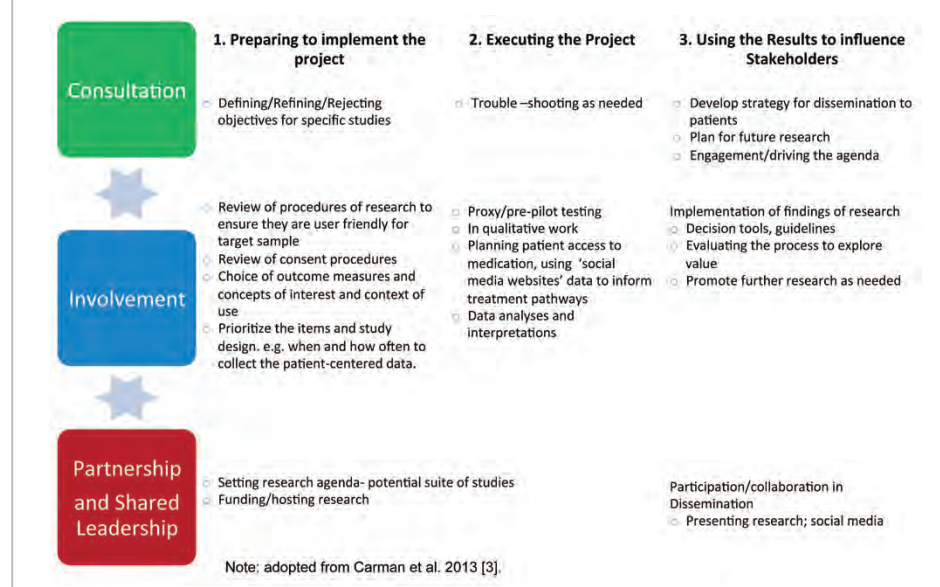 1. Preparing to implement the
project
2. Executing the Project
3. Using the Results to influence
Stakeholders
Consultation
Defining/Refining/Rejecting
objectives for specific studies
Trouble –shooting as needed
Develop strategy for dissemination to
patients
Plan for future research
Engagement/driving the agenda
Involvement
Review of procedures of research to
ensure they are user friendly for
target sample
Review of consent procedures
Choice of outcome measures and
concepts of interest and context of
use
Prioritize the items and study
design. e.g. when and how often to
collect the patient-centered data.
Proxy/pre-pilot testing
In qualitative work
Planning patient access to
medication, using ‘social
media websites’ data to inform
treatment pathways
Data analyses and
interpretations
Implementation of findings of research
Decision tools, guidelines
Evaluating the process to explore
value
Promote further research as needed
Partnership
and Shared
Leadership
Setting research agenda- potential suite of studies
Funding/hosting research
Participation/collaboration in
Dissemination
Presenting research; social media
Note: adopted from Carman et al. 2013 [3].